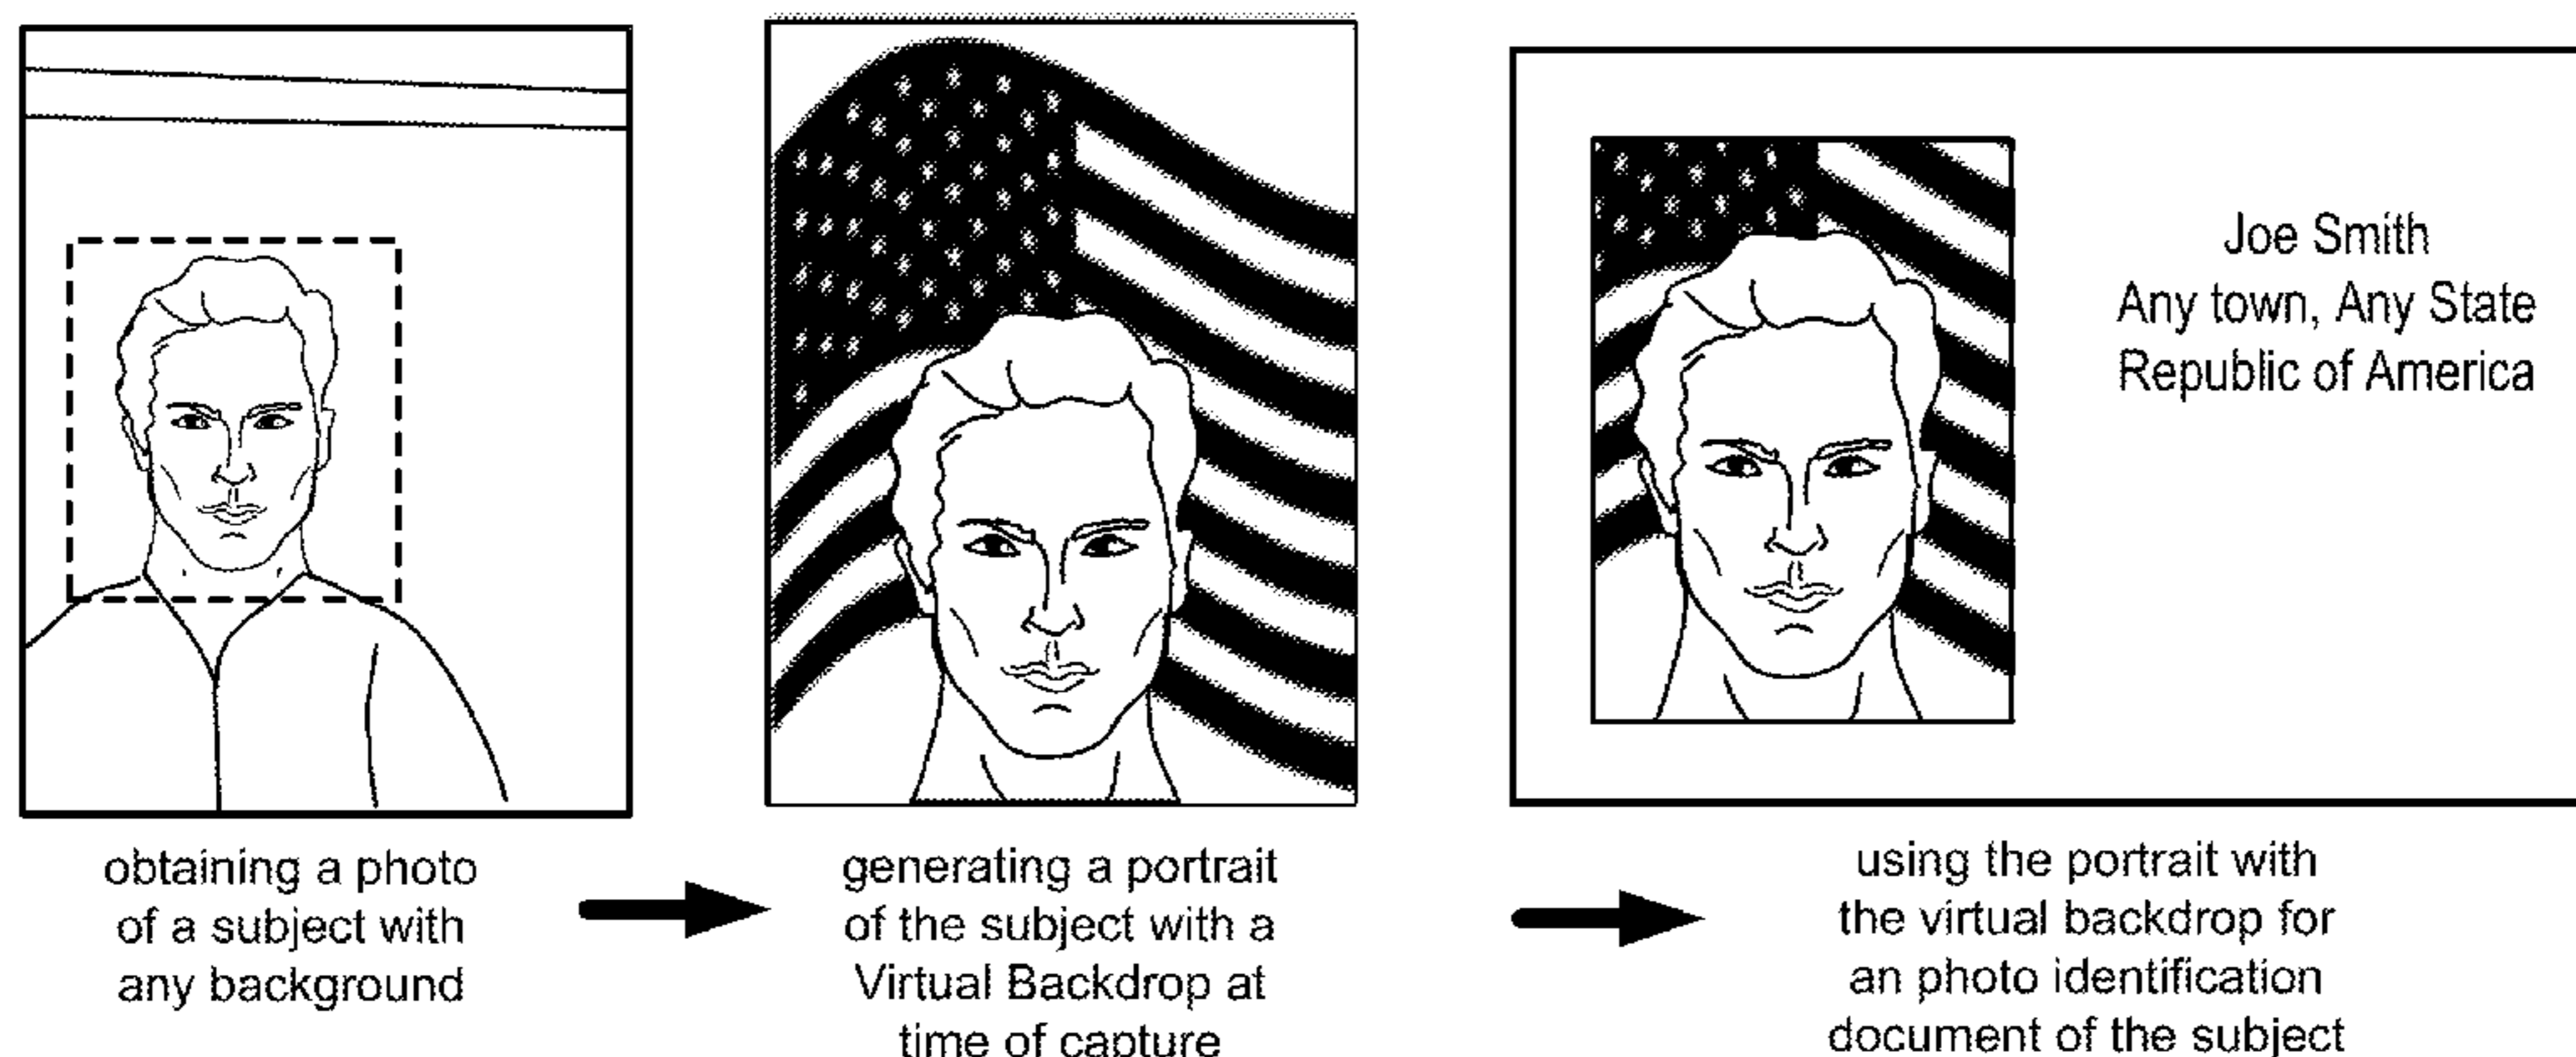 Joe Smith
Any town, Any State
Republic of America
obtaining a photo
of a subject with
any background
generating a portrait
of the subject with a
Virtual Backdrop at
time of capture
using the portrait with
the virtual backdrop for
an photo identification
document of the subject